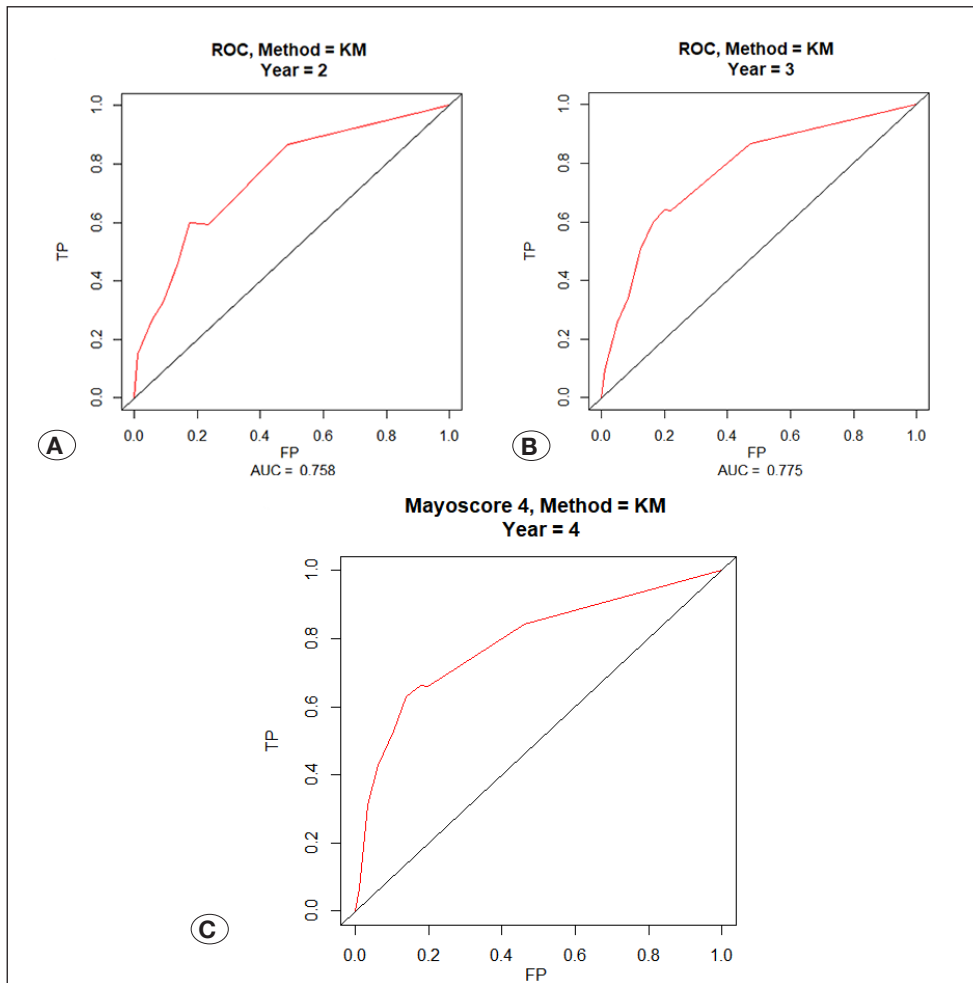 ROC, Method = KM
Year = 2
1.0
0.8
0.6
0.4
0.2
0.0
TP
0.0 0.2 0.4 0.6 0.8 1.0
FP
AUC = 0.758
A
ROC, Method = KM
Year = 3
1.0
0.8
0.6
0.4
0.2
0.0
TP
0.0 0.2 0.4 0.6 0.8 1.0
FP
AUC = 0.775
B
Mayoscore 4, Method = KM
Year = 4
1.0
0.8
0.6
0.4
0.2
0.0
TP
0.0 0.2 0.4 0.6 0.8 1.0
FP
C